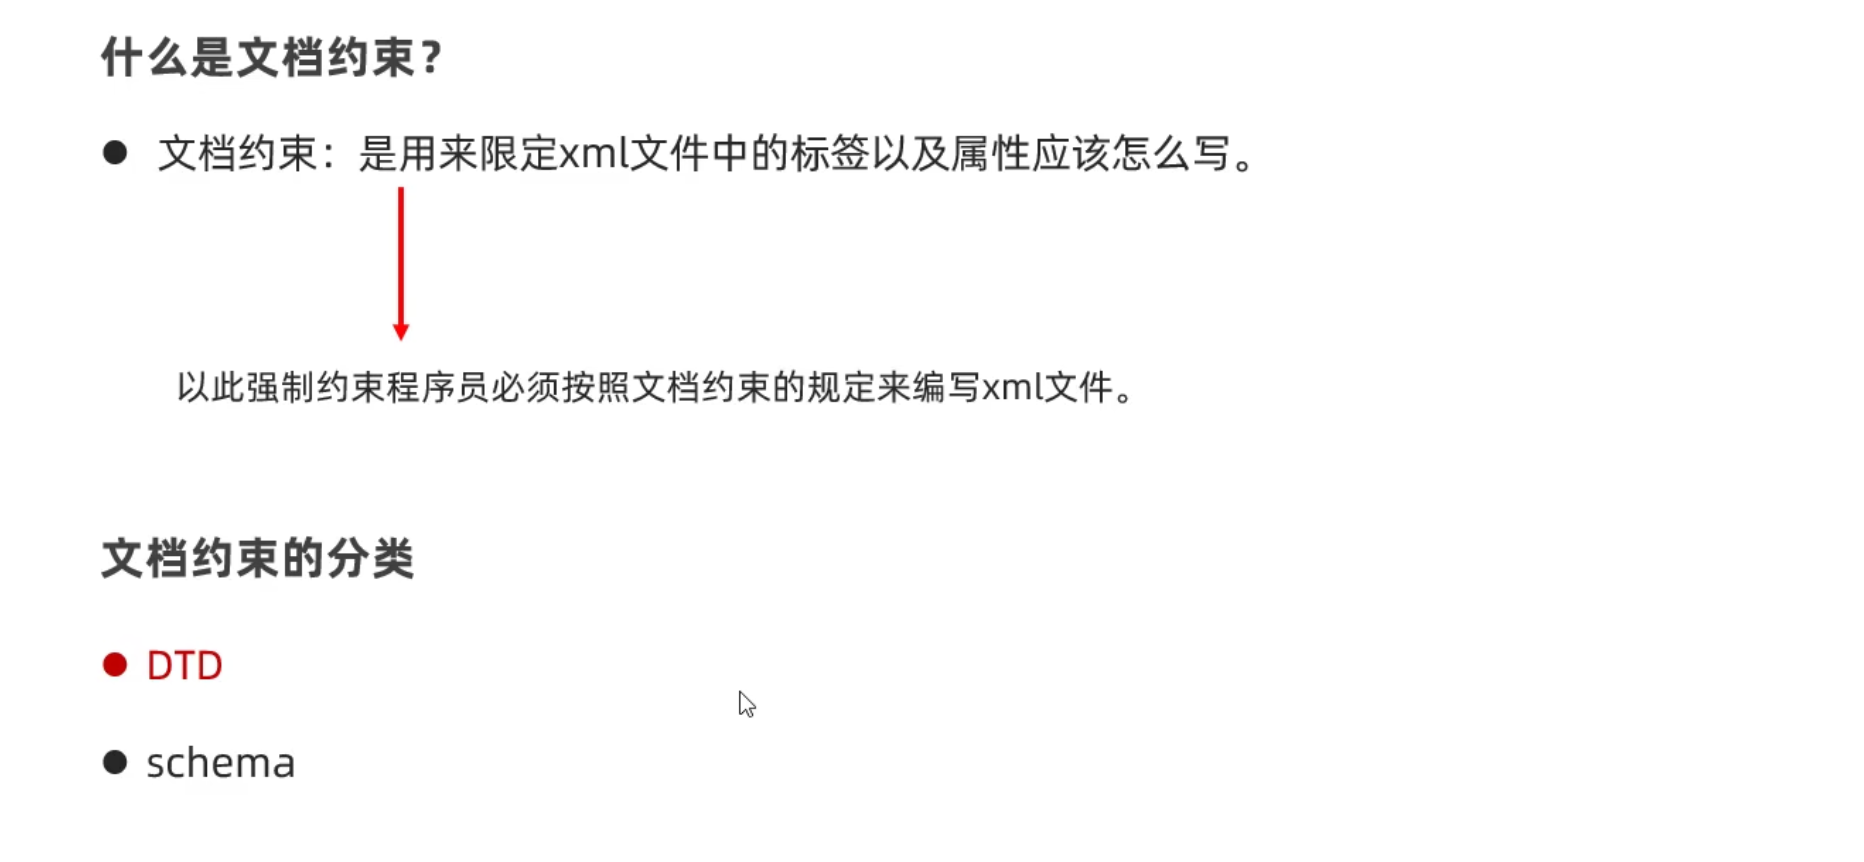 什么是文档约束？
● 文档约束：是用来限定xml文件中的标签以及属性应该怎么写。
以此强制约束程序员必须按照文档约束的规定来编写xml文件。
文档约束的分类
● DTD
● schema